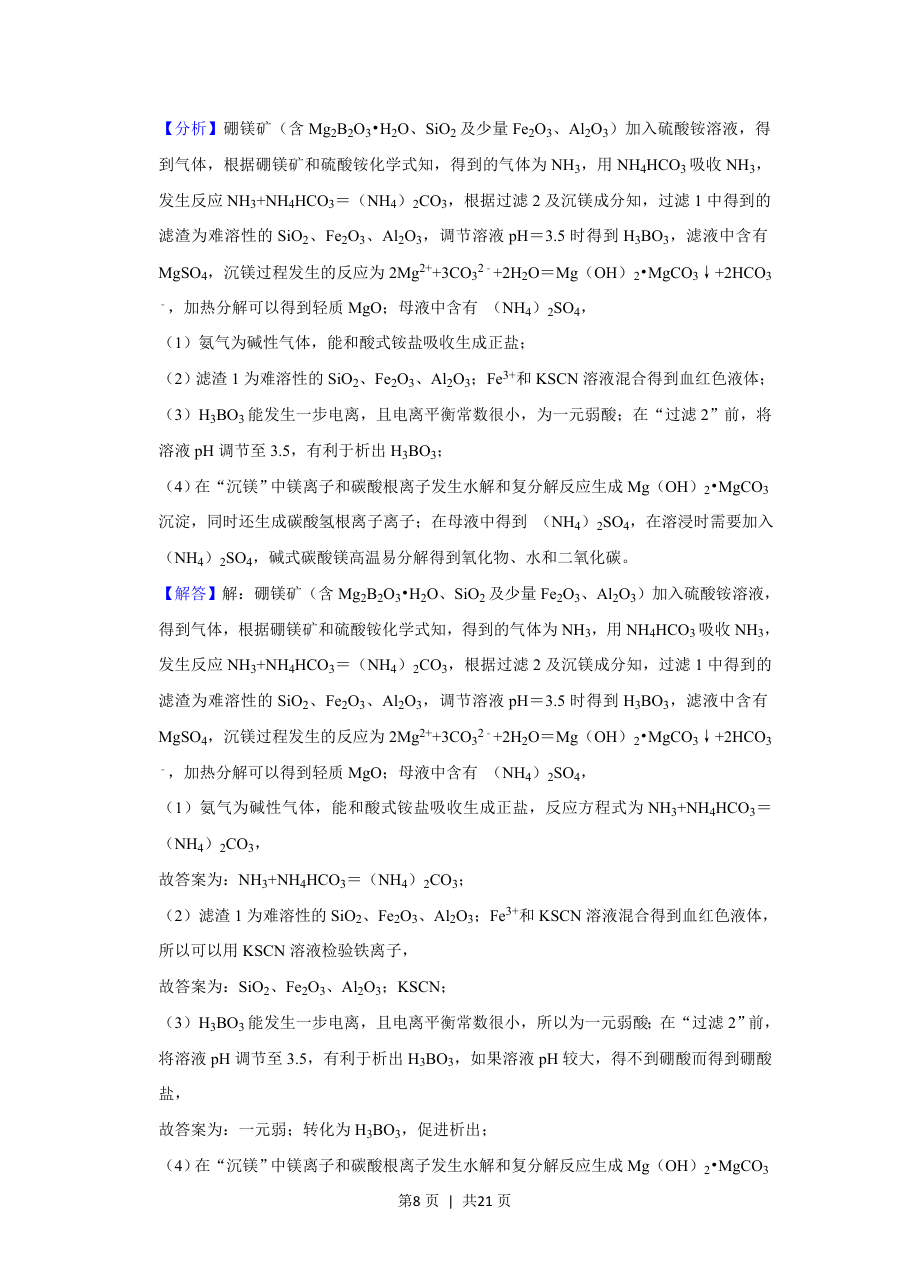 【分析】硼镁矿（含 Mg₂B₂O₃•H₂O、SiO₂ 及少量 Fe₂O₃、Al₂O₃）加入硫酸铵溶液，得
到气体，根据硼镁矿和硫酸铵化学式知，得到的气体为 NH₃，用 NH₄HCO₃ 吸收 NH₃，
发生反应 NH₃+NH₄HCO₃＝（NH₄）₂CO₃，根据过滤 2 及沉镁成分知，过滤 1 中得到的
滤渣为难溶性的 SiO₂、Fe₂O₃、Al₂O₃，调节溶液 pH＝3.5 时得到 H₃BO₃，滤液中含有
MgSO₄，沉镁过程发生的反应为 2Mg²⁺+3CO₃²⁻+2H₂O＝Mg（OH）₂•MgCO₃↓+2HCO₃
⁻，加热分解可以得到轻质 MgO；母液中含有 （NH₄）₂SO₄，
（1）氨气为碱性气体，能和酸式铵盐吸收生成正盐；
（2）滤渣 1 为难溶性的 SiO₂、Fe₂O₃、Al₂O₃；Fe³⁺和 KSCN 溶液混合得到血红色液体；
（3）H₃BO₃ 能发生一步电离，且电离平衡常数很小，为一元弱酸；在“过滤 2”前，将
溶液 pH 调节至 3.5，有利于析出 H₃BO₃；
（4）在“沉镁”中镁离子和碳酸根离子发生水解和复分解反应生成 Mg（OH）₂•MgCO₃
沉淀，同时还生成碳酸氢根离子离子；在母液中得到 （NH₄）₂SO₄，在溶浸时需要加入
（NH₄）₂SO₄，碱式碳酸镁高温易分解得到氧化物、水和二氧化碳。
【解答】解：硼镁矿（含 Mg₂B₂O₃•H₂O、SiO₂ 及少量 Fe₂O₃、Al₂O₃）加入硫酸铵溶液，
得到气体，根据硼镁矿和硫酸铵化学式知，得到的气体为 NH₃，用 NH₄HCO₃ 吸收 NH₃，
发生反应 NH₃+NH₄HCO₃＝（NH₄）₂CO₃，根据过滤 2 及沉镁成分知，过滤 1 中得到的
滤渣为难溶性的 SiO₂、Fe₂O₃、Al₂O₃，调节溶液 pH＝3.5 时得到 H₃BO₃，滤液中含有
MgSO₄，沉镁过程发生的反应为 2Mg²⁺+3CO₃²⁻+2H₂O＝Mg（OH）₂•MgCO₃↓+2HCO₃
⁻，加热分解可以得到轻质 MgO；母液中含有 （NH₄）₂SO₄，
（1）氨气为碱性气体，能和酸式铵盐吸收生成正盐，反应方程式为 NH₃+NH₄HCO₃＝
（NH₄）₂CO₃，
故答案为：NH₃+NH₄HCO₃＝（NH₄）₂CO₃；
（2）滤渣 1 为难溶性的 SiO₂、Fe₂O₃、Al₂O₃；Fe³⁺和 KSCN 溶液混合得到血红色液体，
所以可以用 KSCN 溶液检验铁离子，
故答案为：SiO₂、Fe₂O₃、Al₂O₃；KSCN；
（3）H₃BO₃ 能发生一步电离，且电离平衡常数很小，所以为一元弱酸；在“过滤 2”前，
将溶液 pH 调节至 3.5，有利于析出 H₃BO₃，如果溶液 pH 较大，得不到硼酸而得到硼酸
盐，
故答案为：一元弱；转化为 H₃BO₃，促进析出；
（4）在“沉镁”中镁离子和碳酸根离子发生水解和复分解反应生成 Mg（OH）₂•MgCO₃
第8页 | 共21页